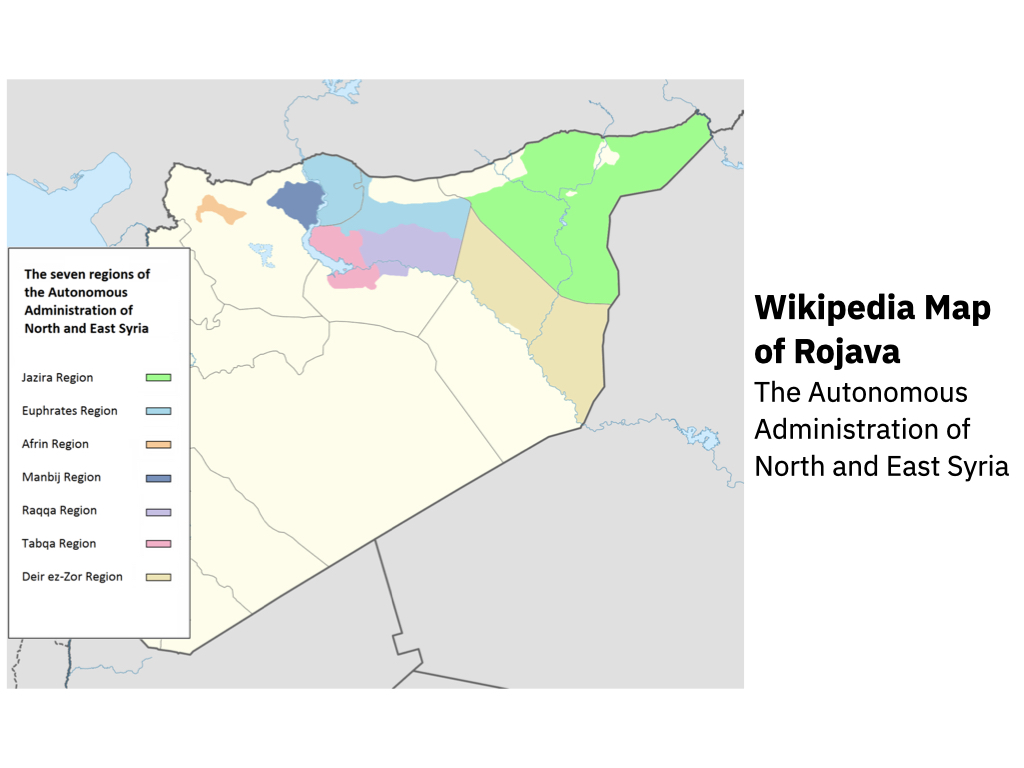 The seven regions of
the Autonomous
Administration of
North and East Syria
Jazira Region
Euphrates Region
Afrin Region
Manbij Region
Raqqa Region
Tabqa Region
Deir ez-Zor Region
Wikipedia Map
of Rojava
The Autonomous
Administration of
North and East Syria